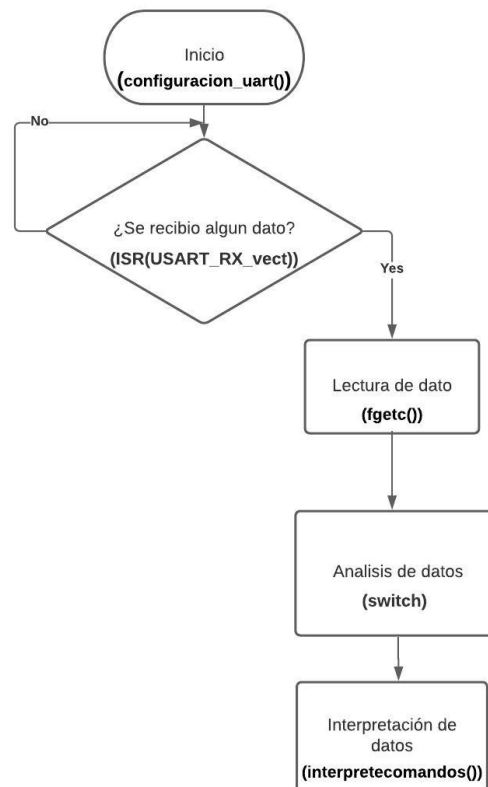 Inicio
(configuracion_uart())
No
¿Se recibio algun dato?
(ISR(USART_RX_vect))
Yes
Lectura de dato
(fgetc())
Analisis de datos
(switch)
Interpretación de
datos
(interpretecomandos())